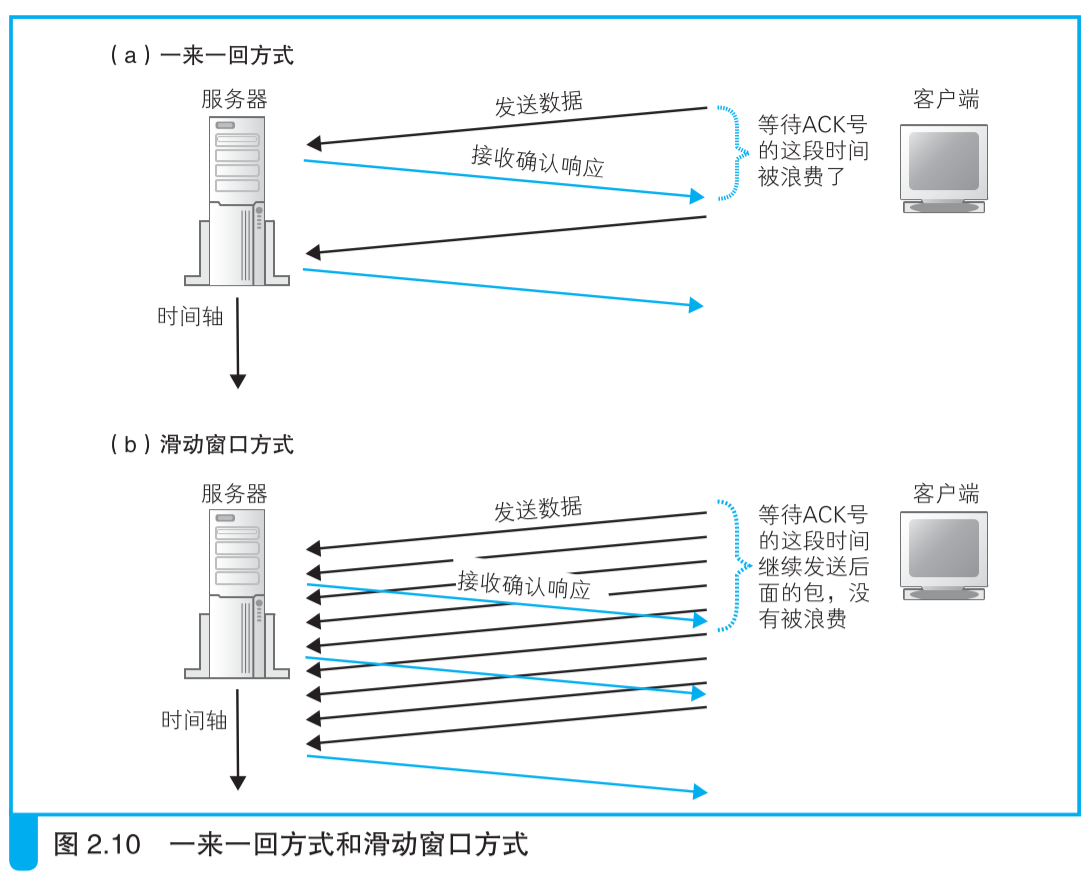 （a）一来一回方式
服务器
发送数据
客户端
等待ACK号
的这段时间
被浪费了
接收确认响应
时间轴
（b）滑动窗口方式
服务器
发送数据
客户端
等待ACK号
的这段时间
继续发送后
面的包，没
有被浪费
接收确认响应
时间轴
图 2.10　一来一回方式和滑动窗口方式